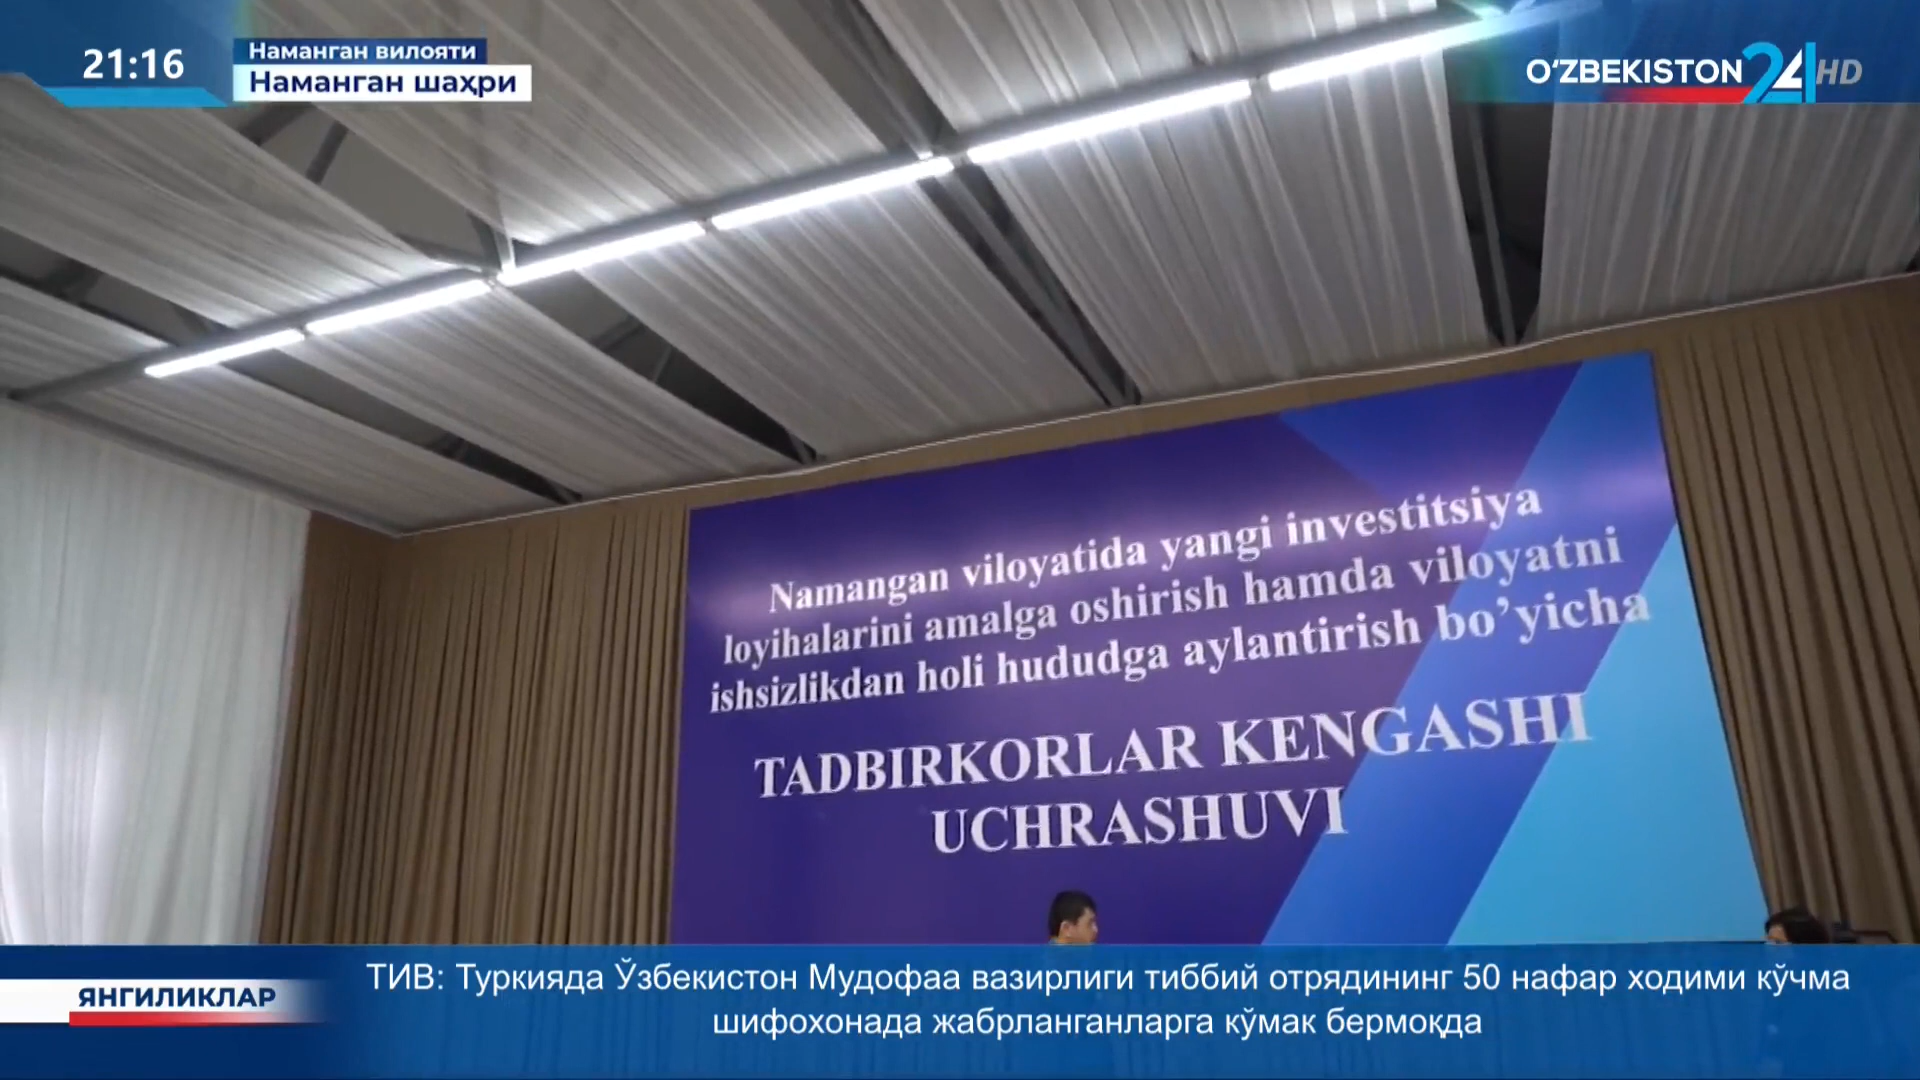 21:16
Наманган вилояти
Наманган шаҳри
O‘ZBEKISTON 24 HD
Namangan viloyatida yangi investitsiya
loyihalarini amalga oshirish hamda viloyatni
ishsizlikdan holi hududga aylantirish bo’yicha
TADBIRKORLAR KENGASHI
UCHRASHUVI
ЯНГИЛИКЛАР
ТИВ: Туркияда Ўзбекистон Мудофаа вазирлиги тиббий отрядининг 50 нафар ходими кўчма
шифохонада жабрланганларга кўмак бермоқда